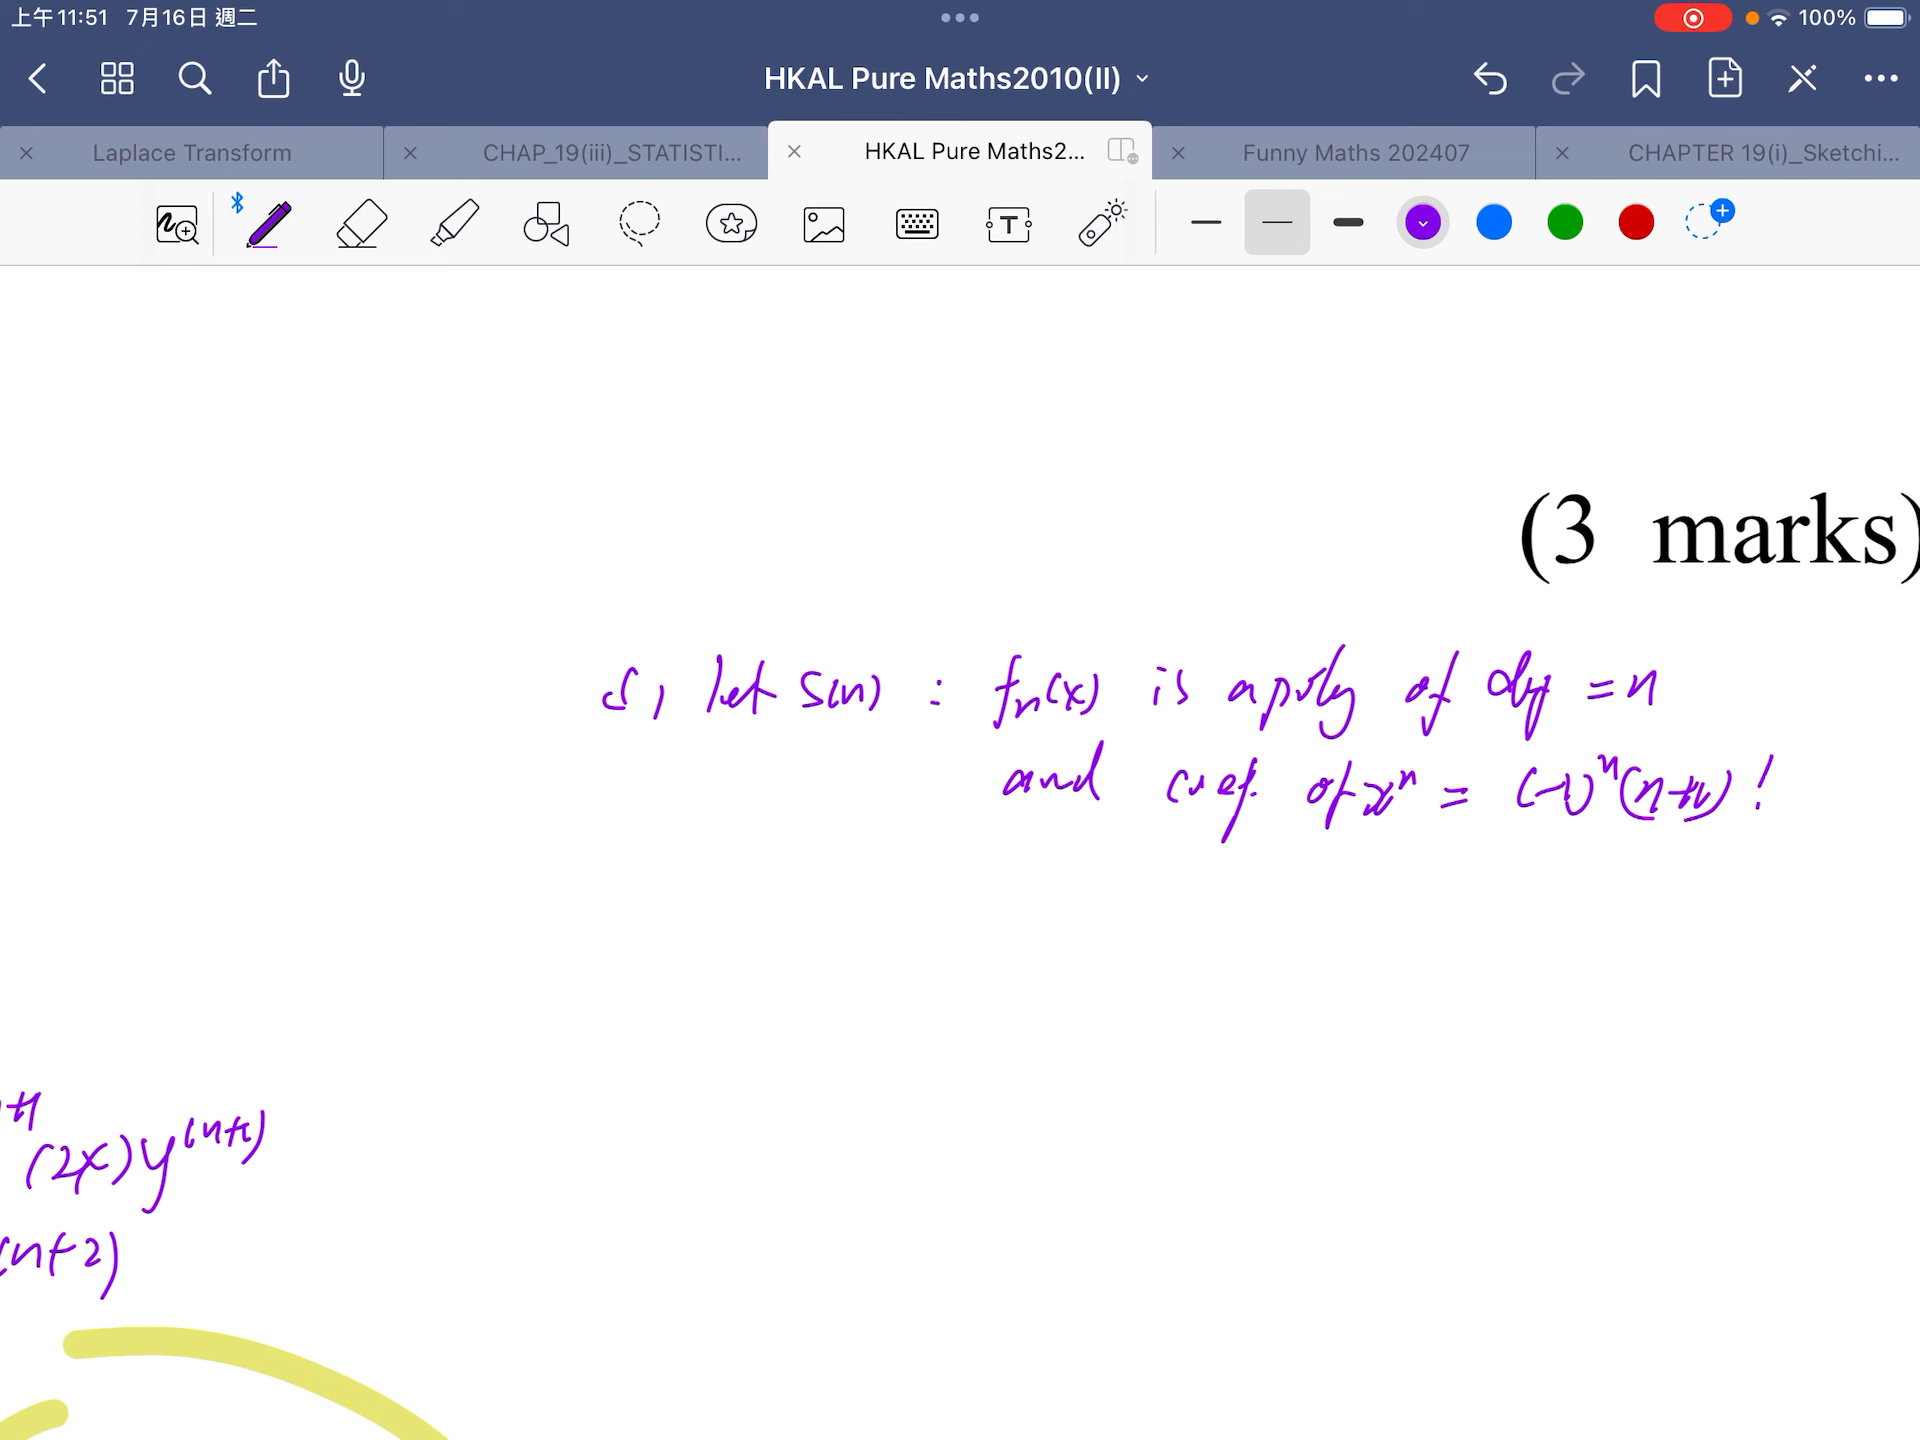 上午11:51 7月16日 週二
100%
HKAL Pure Maths2010(II)
Laplace Transform
CHAP_19(iii)_STATISTI...
HKAL Pure Maths2...
Funny Maths 202407
CHAPTER 19(i)_Sketchi...
(3 marks)
let S(n) : fn(x) is a poly of deg = n
and coef. of xⁿ = (-1)ⁿ(n+1)!
+1
(2x)y⁽ⁿ⁺¹⁾
(n+2)